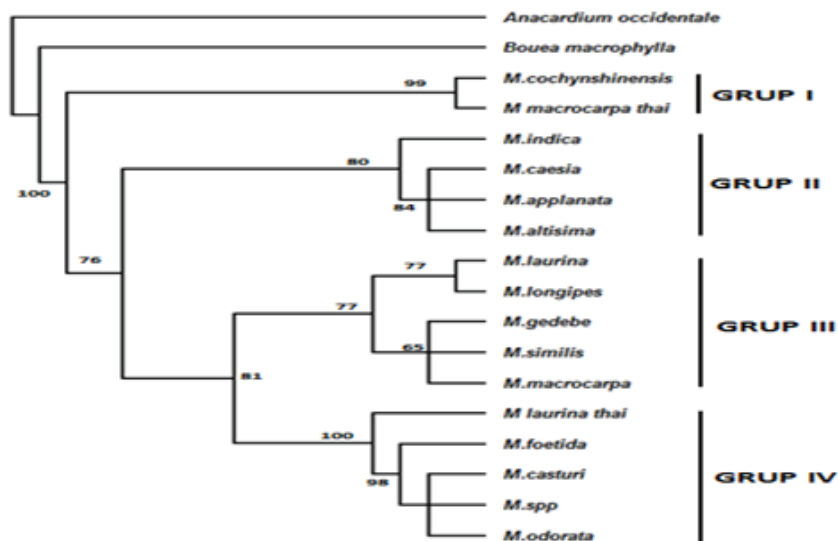 Anacardium occidentale
Bouea macrophylla
99
M.cochynshinensis
M macrocarpa thai
GRUP I
100
M.indica
80
M.caesia
GRUP II
M.applanata
84
M.altisima
76
M.laurina
77
M.longipes
77
M.gedebe
GRUP III
65
M.similis
81
M.macrocarpa
M laurina thai
100
M.foetida
M.casturi
98
GRUP IV
M.spp
M.odorata